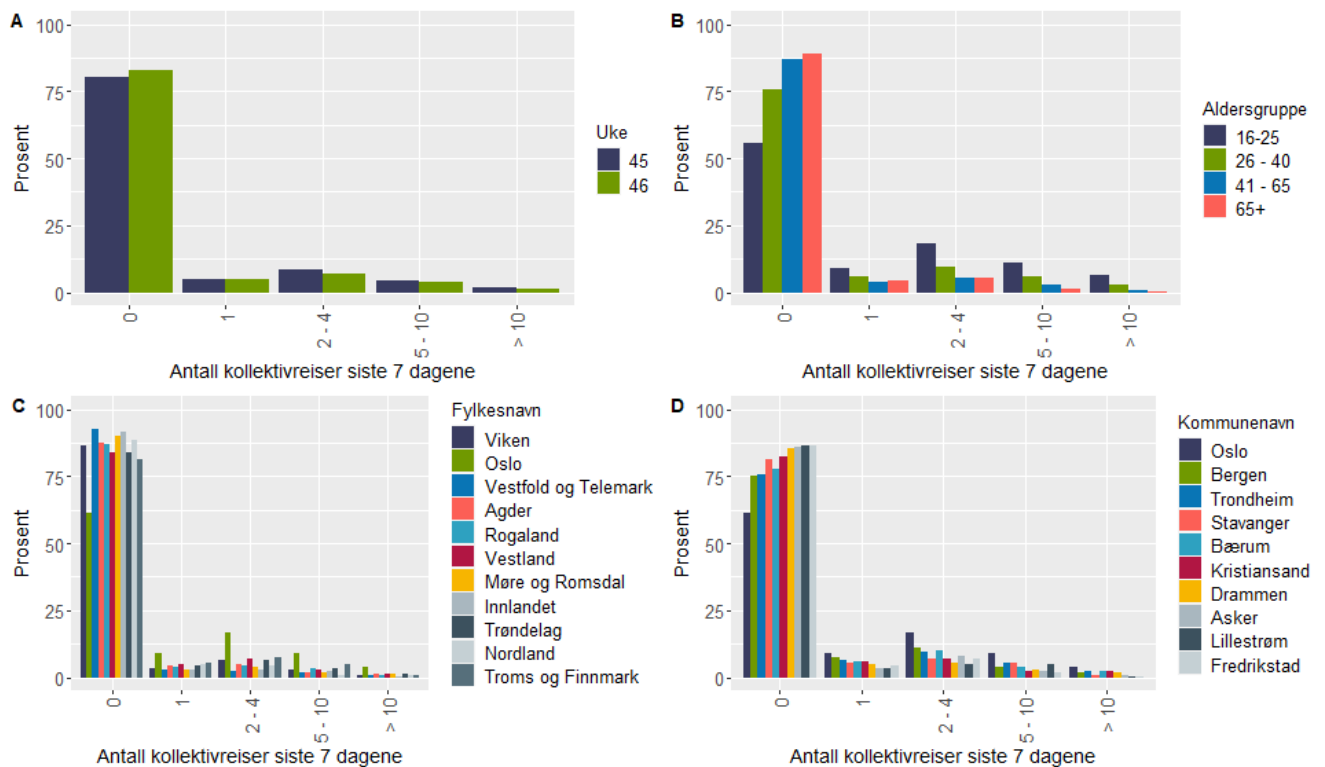 A
Prosent
100
75
50
25
0
0
1
2 - 4
5 - 10
> 10
Antall kollektivreiser siste 7 dagene
Uke
45
46
B
Prosent
100
75
50
25
0
0
1
2 - 4
5 - 10
> 10
Antall kollektivreiser siste 7 dagene
Aldersgruppe
16-25
26 - 40
41 - 65
65+
C
Prosent
100
75
50
25
0
0
1
2 - 4
5 - 10
> 10
Antall kollektivreiser siste 7 dagene
Fylkesnavn
Viken
Oslo
Vestfold og Telemark
Agder
Rogaland
Vestland
Møre og Romsdal
Innlandet
Trøndelag
Nordland
Troms og Finnmark
D
Prosent
100
75
50
25
0
0
1
2 - 4
5 - 10
> 10
Antall kollektivreiser siste 7 dagene
Kommunenavn
Oslo
Bergen
Trondheim
Stavanger
Bærum
Kristiansand
Drammen
Asker
Lillestrøm
Fredrikstad